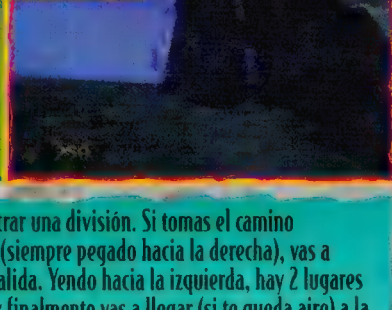 trar una división. Si tomas el camino
(siempre pegado hacia la derecha), vas a
alida. Yendo hacia la izquierda, hay 2 lugares
finalmente vas a llegar (si te queda aire) a la